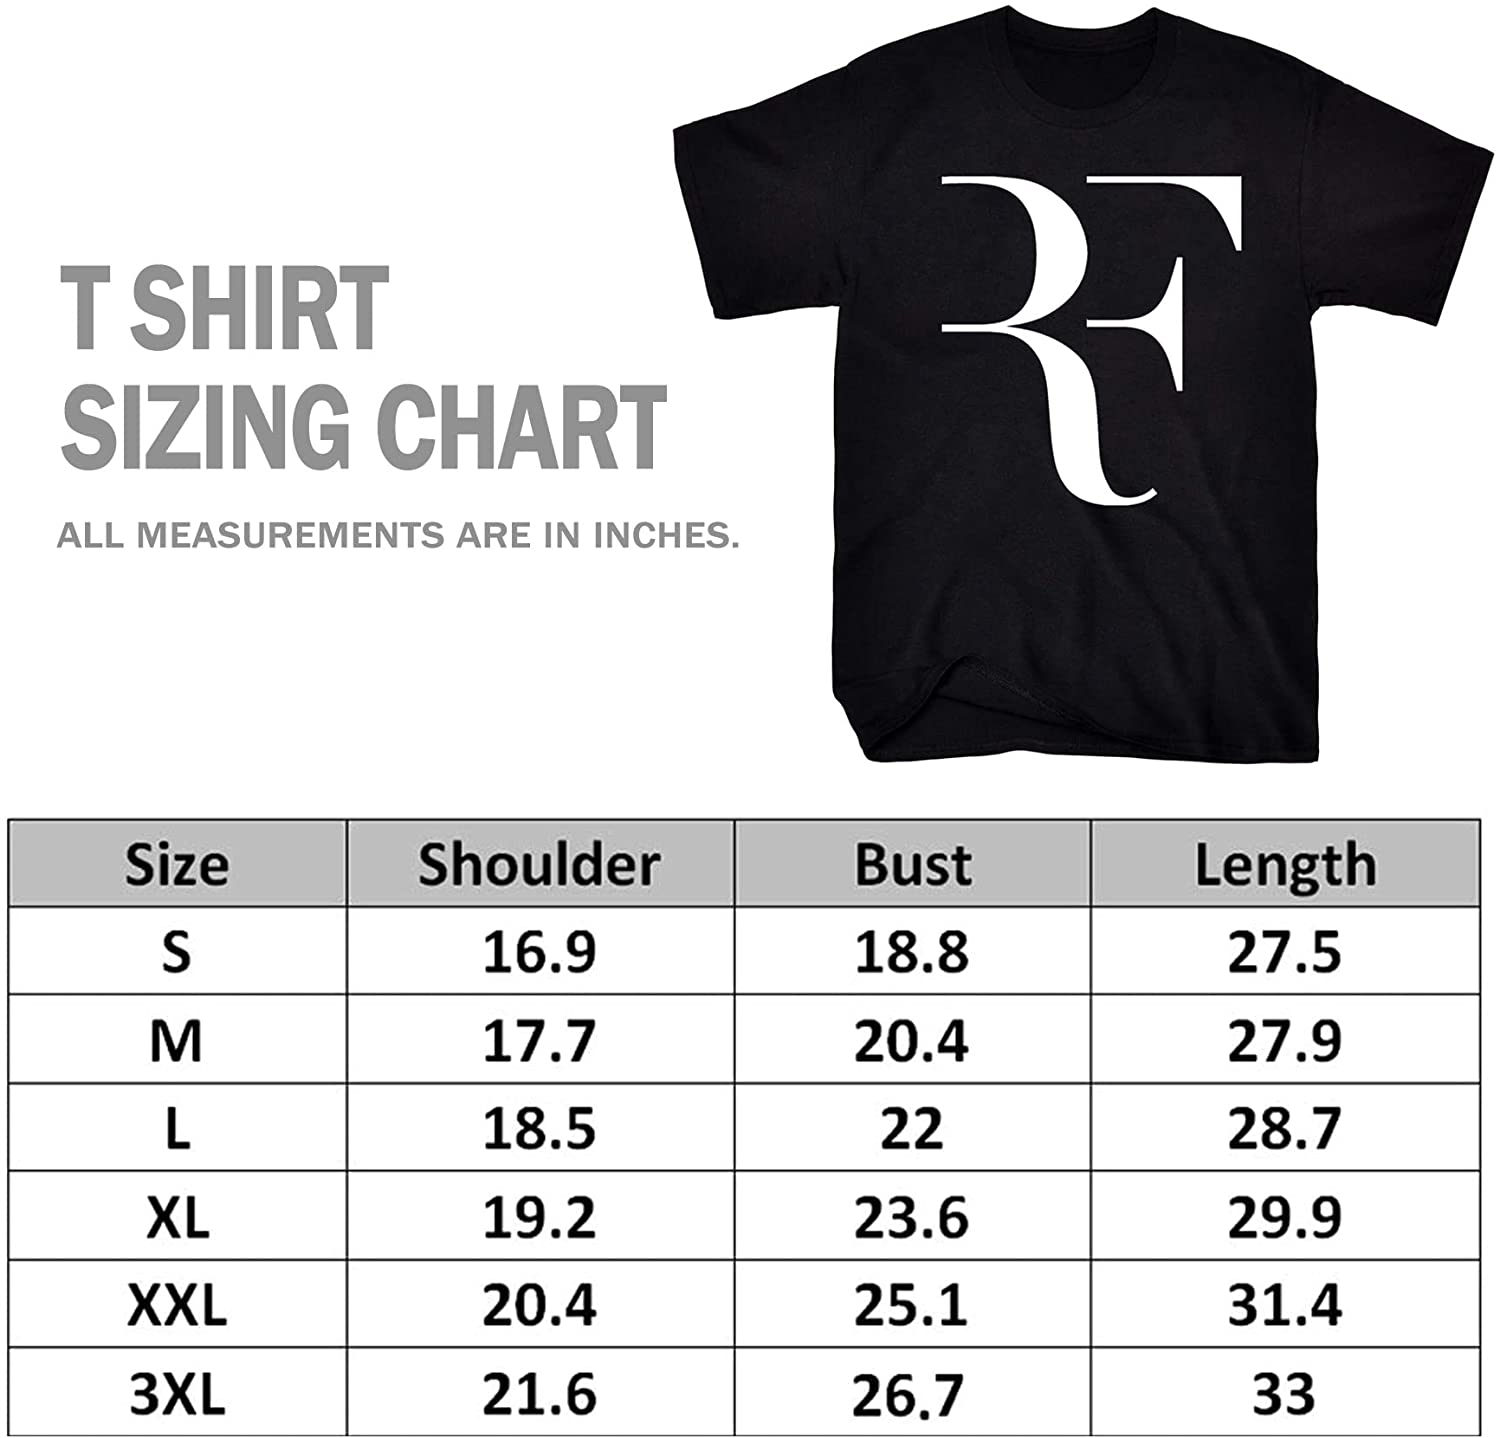 RF
T SHIRT
SIZING CHART
ALL MEASUREMENTS ARE IN INCHES.
Size Shoulder Bust Length
S 16.9 18.8 27.5
M 17.7 20.4 27.9
L 18.5 22 28.7
XL 19.2 23.6 29.9
XXL 20.4 25.1 31.4
3XL 21.6 26.7 33